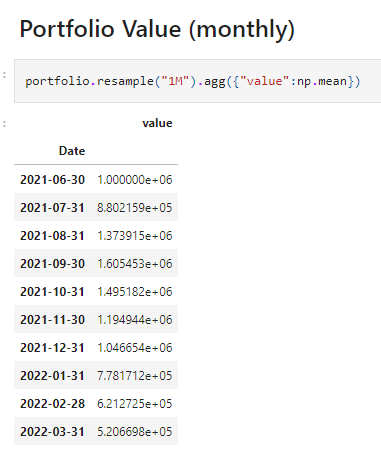 Portfolio Value (monthly)
: portfolio.resample("1M").agg({"value":np.mean})
: value
Date
2021-06-30 1.000000e+06
2021-07-31 8.802159e+05
2021-08-31 1.373915e+06
2021-09-30 1.605453e+06
2021-10-31 1.495182e+06
2021-11-30 1.194944e+06
2021-12-31 1.046654e+06
2022-01-31 7.781712e+05
2022-02-28 6.212725e+05
2022-03-31 5.206698e+05